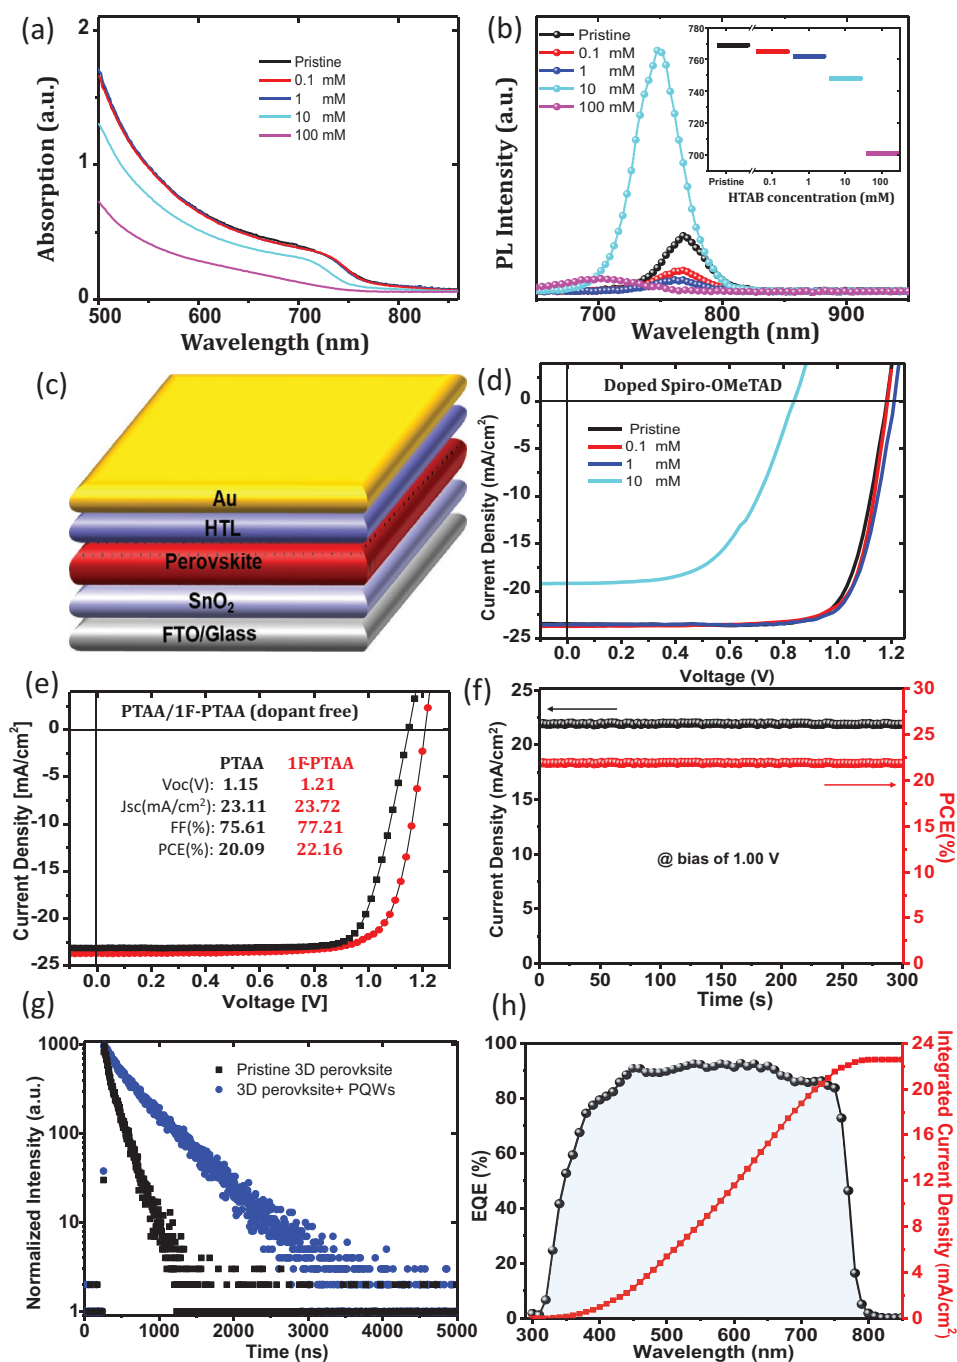 (a)
2
1
0
Absorption (a.u.)
Pristine
0.1 mM
1 mM
10 mM
100 mM
500 600 700 800
Wavelength (nm)
(b)
PL Intensity (a.u.)
Pristine
0.1 mM
1 mM
10 mM
100 mM
780
760
740
720
700
Pristine 0.1 1 10 100
HTAB concentration (mM)
700 800 900
Wavelength (nm)
(c)
Au
HTL
Perovskite
SnO₂
FTO/Glass
(d)
Doped Spiro-OMeTAD
Pristine
0.1 mM
1 mM
10 mM
0
-5
-10
-15
-20
-25
Current Density (mA/cm²)
0.0 0.2 0.4 0.6 0.8 1.0 1.2
Voltage (V)
(e)
PTAA/1F-PTAA (dopant free)
PTAA 1F-PTAA
Voc(V): 1.15 1.21
Jsc(mA/cm²): 23.11 23.72
FF(%): 75.61 77.21
PCE(%): 20.09 22.16
0
-5
-10
-15
-20
-25
Current Density [mA/cm²]
0.0 0.2 0.4 0.6 0.8 1.0 1.2
Voltage [V]
(f)
25
20
15
10
5
0
Current Density (mA/cm²)
@ bias of 1.00 V
30
25
20
15
10
5
0
PCE(%)
0 50 100 150 200 250 300
Time (s)
(g)
1000
100
10
1
Normalized Intensity (a.u.)
Pristine 3D perovksite
3D perovksite+ PQWs
0 1000 2000 3000 4000 5000
Time (ns)
(h)
100
80
60
40
20
0
EQE (%)
24
20
16
12
8
4
0
Integrated Current Density (mA/cm²)
300 400 500 600 700 800
Wavelength (nm)